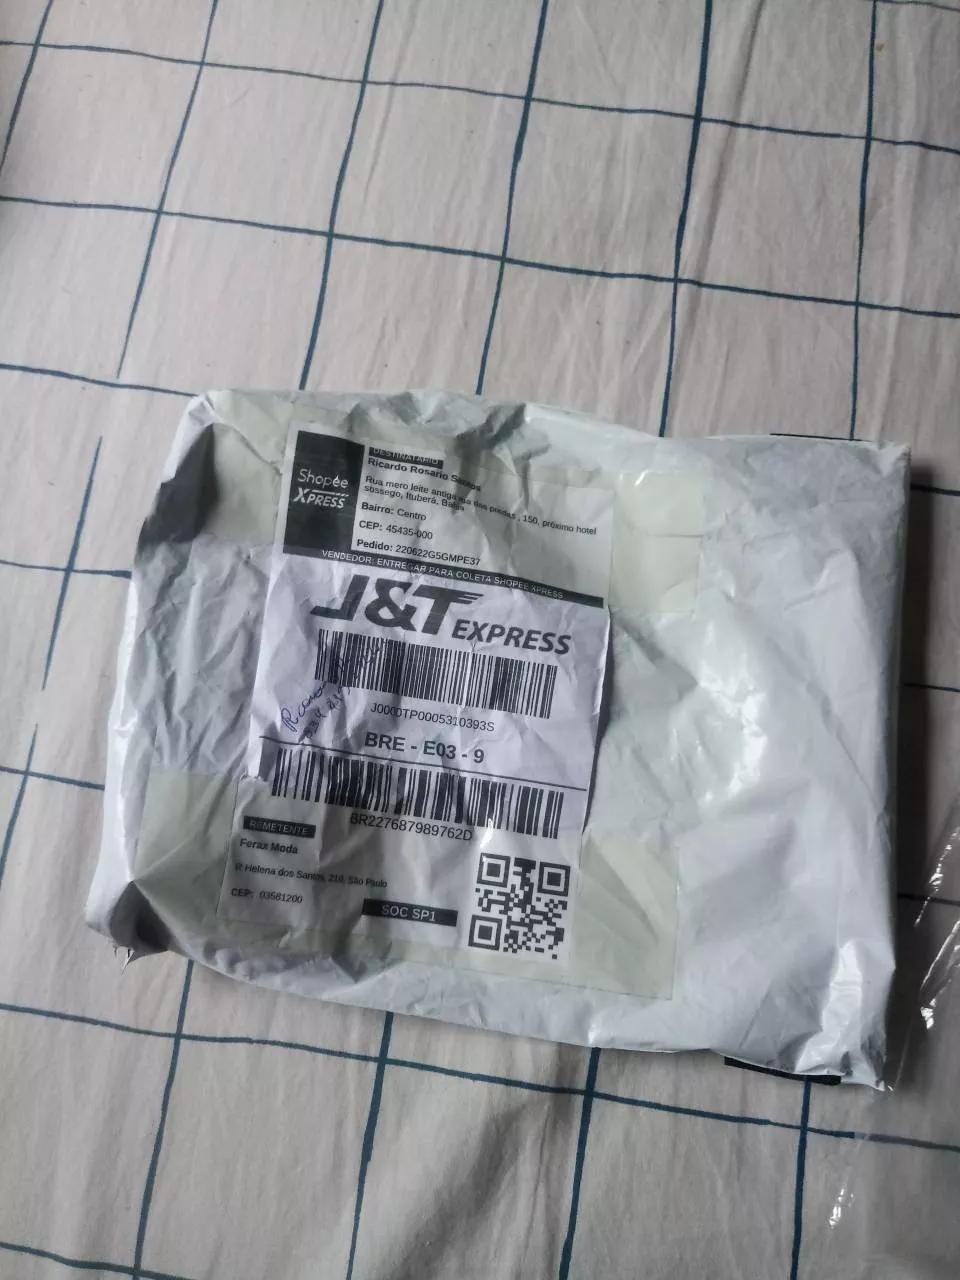 Shopee
XPRESS
DESTINATÁRIO
Ricardo Rosario Santos
Rua mero leite antiga rua das predas , 150, próximo hotel
sossego, Ituberá, Bahia
Bairro: Centro
CEP: 45435-000
Pedido: 220622G5GMPE37
VENDEDOR: ENTREGAR PARA COLETA SHOPEE XPRESS
J&T EXPRESS
J0000TP0005310393S
BRE - E03 - 9
BR227687989762D
REMETENTE
Ferax Moda
R Helena dos Santos, 210, São Paulo
CEP: 03581200
SOC SP1